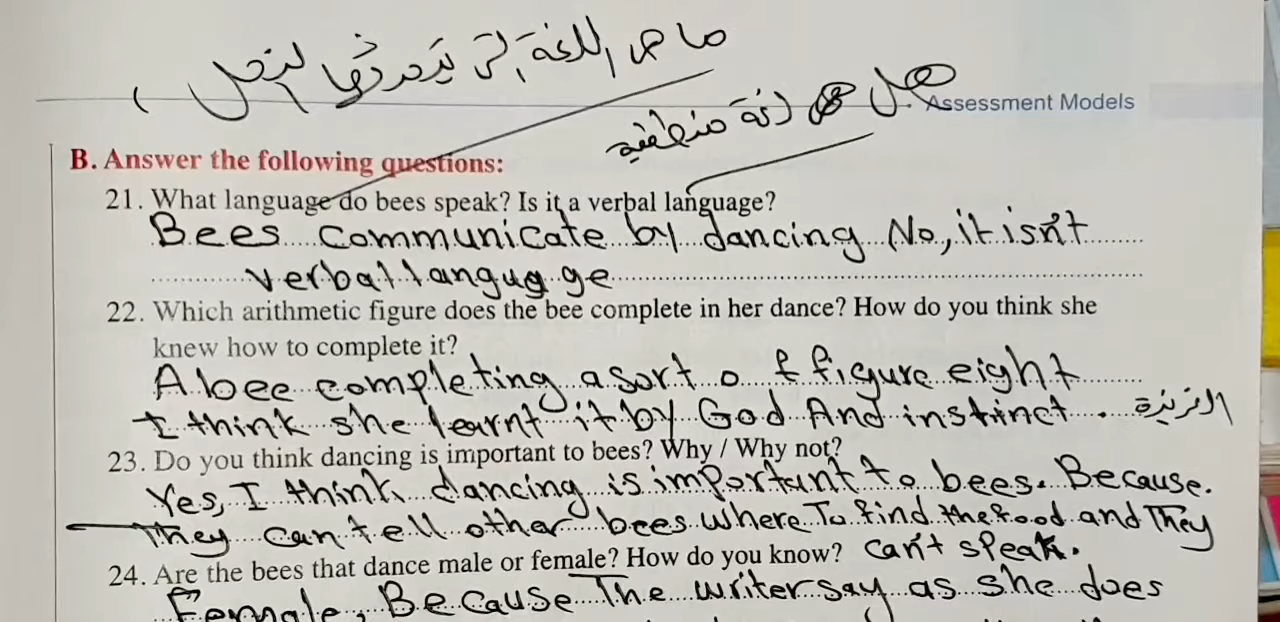 ما هى اللغة التى يتحدثها النحل
هل هى لغة منطقيه
Assessment Models
B. Answer the following questions:
21. What language do bees speak? Is it a verbal language?
Bees communicate by dancing No, it isn't
verbal langugge
22. Which arithmetic figure does the bee complete in her dance? How do you think she
knew how to complete it?
A bee completing a sort of figure eight
I think she learnt it by God And instinct. الغريزة
23. Do you think dancing is important to bees? Why / Why not?
Yes, I think dancing is important to bees. Because.
They can tell other bees where To find the food and They
can't speak.
24. Are the bees that dance male or female? How do you know?
Female, Because The writer say as she does